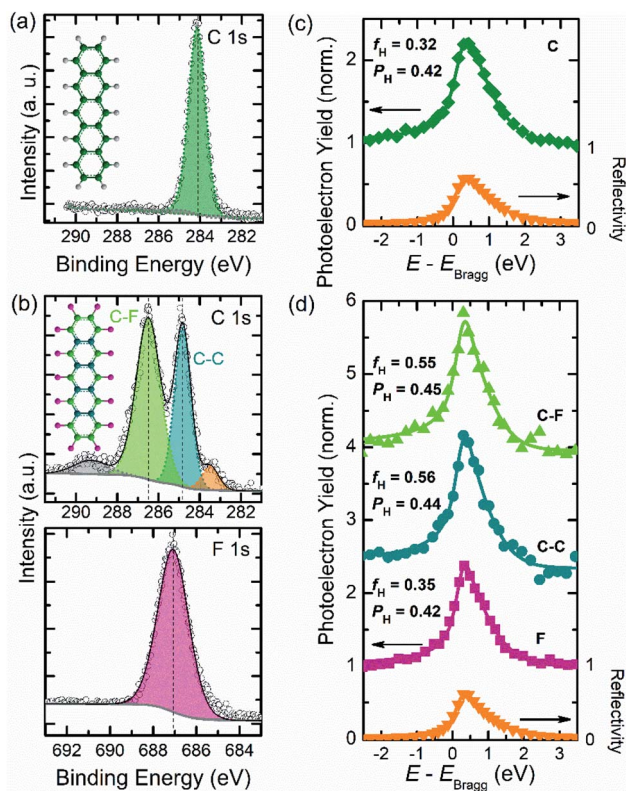 (a)
C 1s
Intensity (a. u.)
290 288 286 284 282
Binding Energy (eV)
(b)
C-F
C 1s
C-C
290 288 286 284 282
F 1s
Intensity (a.u.)
692 690 688 686 684
Binding Energy (eV)
(c)
2
1
0
f_H = 0.32
P_H = 0.42
C
1
0
Photoelectron Yield (norm.)
Reflectivity
-2 -1 0 1 2 3
E - E_Bragg (eV)
(d)
6
5
4
3
2
1
0
f_H = 0.55
P_H = 0.45
C-F
f_H = 0.56
P_H = 0.44
C-C
f_H = 0.35
P_H = 0.42
F
1
0
Photoelectron Yield (norm.)
Reflectivity
-2 -1 0 1 2 3
E - E_Bragg (eV)